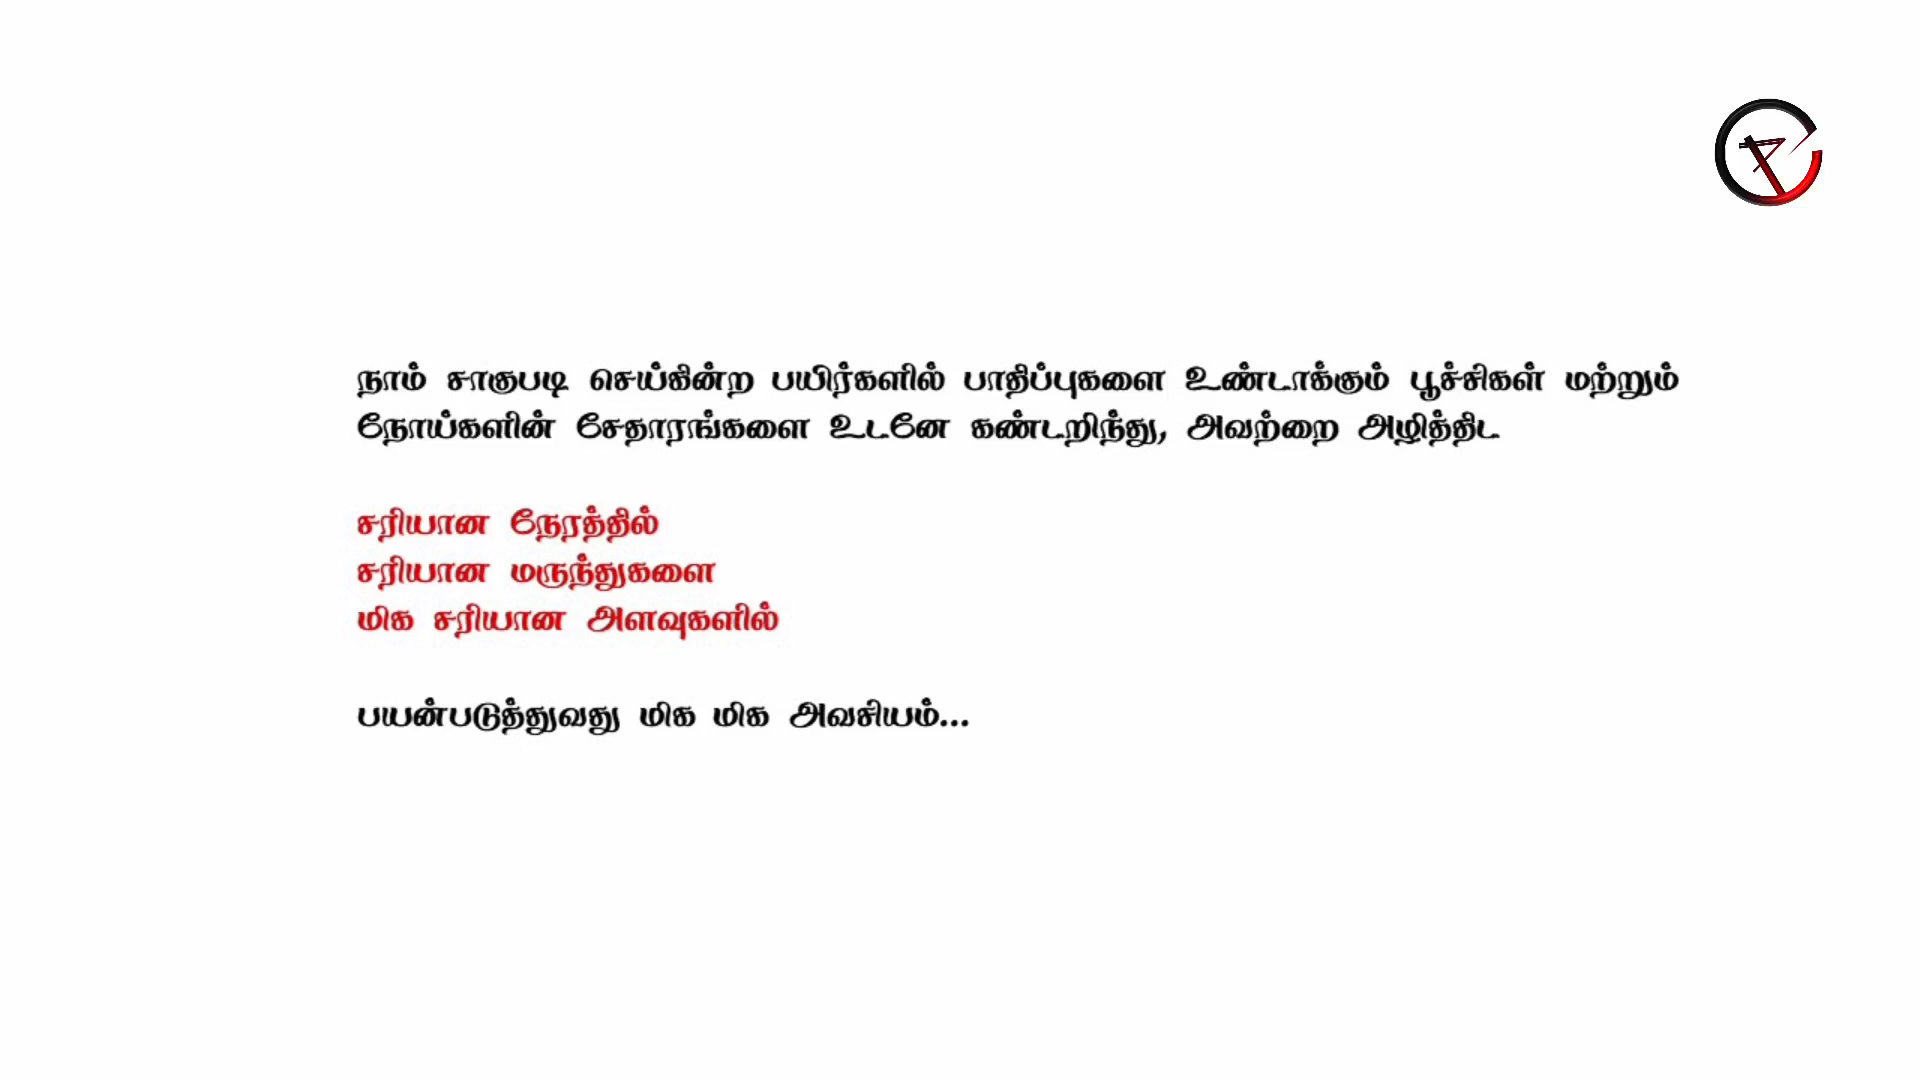 நாம் சாகுபடி செய்கின்ற பயிர்களில் பாதிப்புகளை உண்டாக்கும் பூச்சிகள் மற்றும்
நோய்களின் சேதாரங்களை உடனே கண்டறிந்து, அவற்றை அழித்திட
சரியான நேரத்தில்
சரியான மருந்துகளை
மிக சரியான அளவுகளில்
பயன்படுத்துவது மிக மிக அவசியம்...